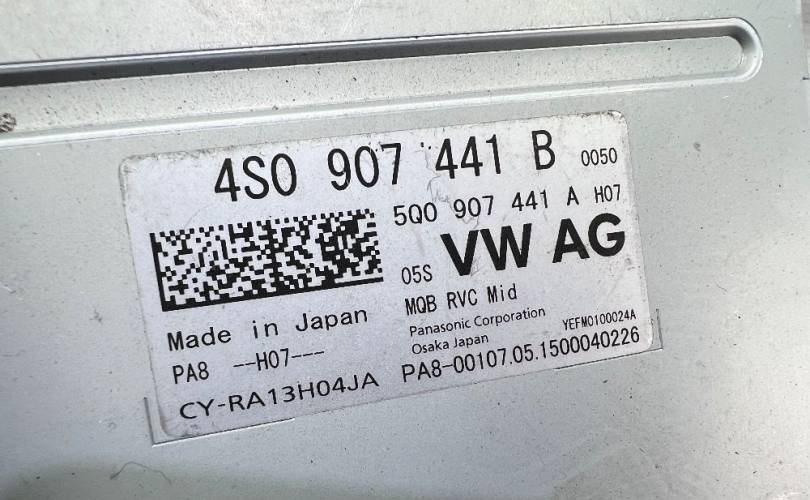 4S0 907 441 B 0050
5Q0 907 441 A H07
05S VW AG
MQB RVC Mid
Made in Japan
Panasonic Corporation YEFM0100024A
Osaka Japan
PA8 --H07---
CY-RA13H04JA PA8-00107.05.1500040226